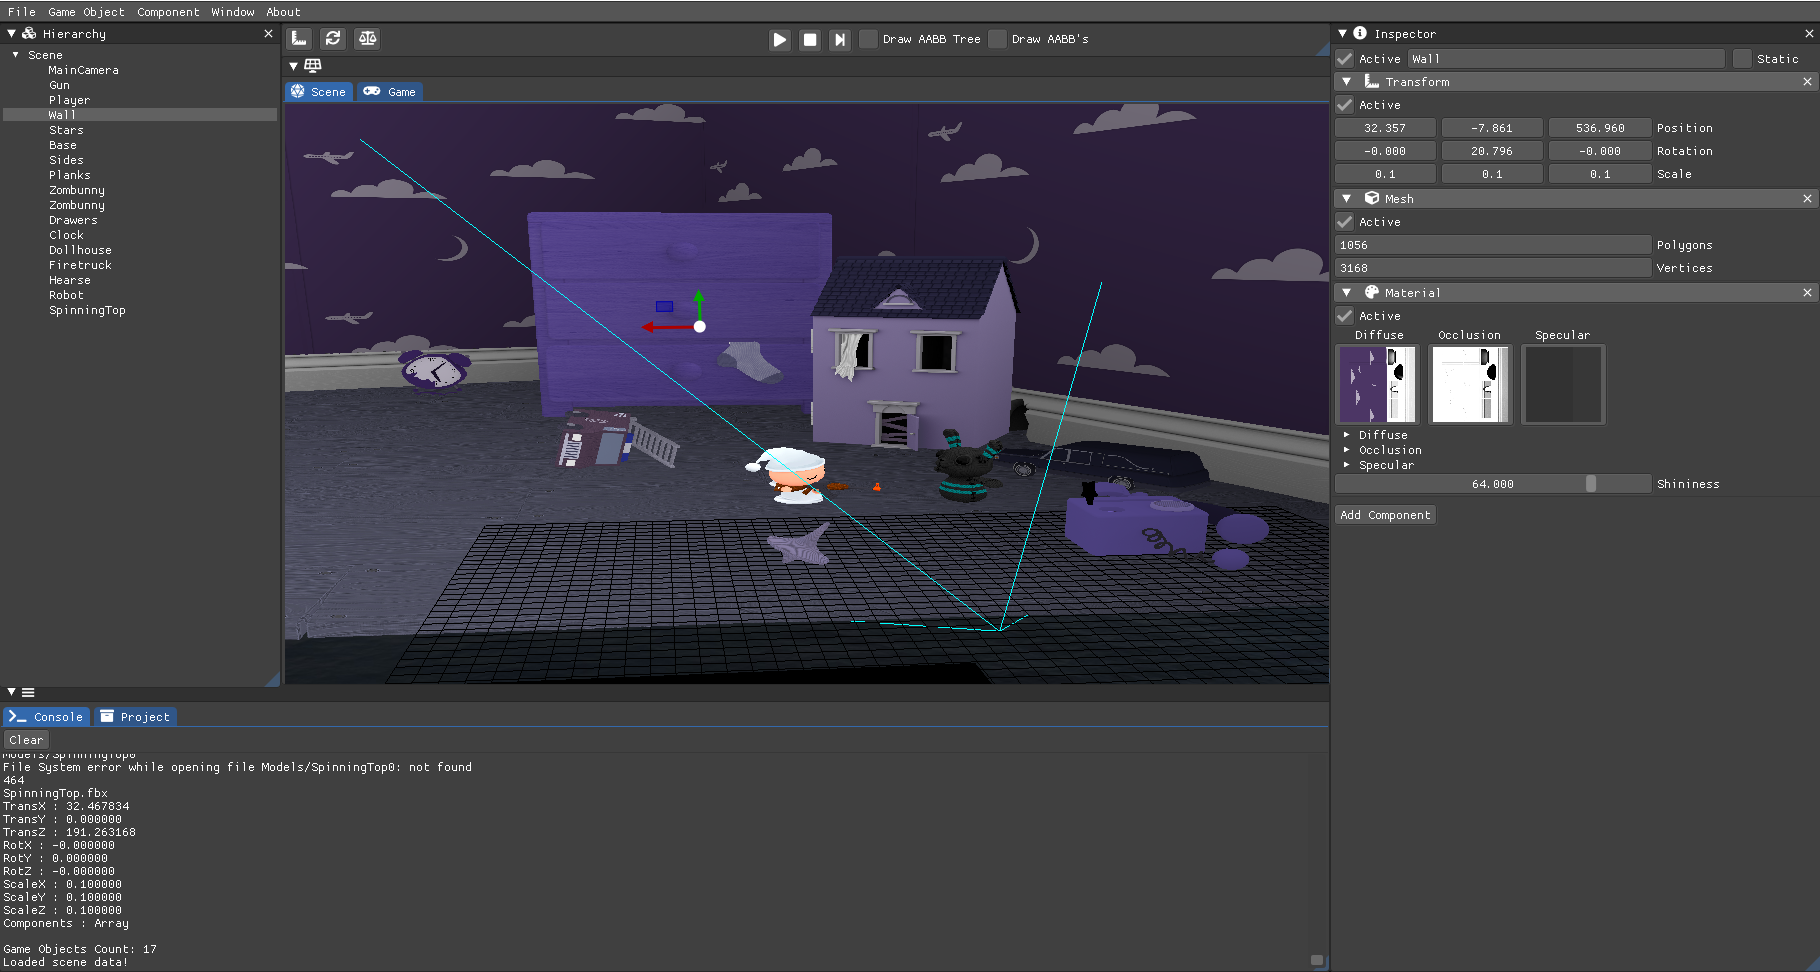 File Game Object Component Window About
Hierarchy
Scene
MainCamera
Gun
Player
Wall
Stars
Base
Sides
Planks
Zombunny
Zombunny
Drawers
Clock
Dollhouse
Firetruck
Hearse
Robot
SpinningTop
Draw AABB Tree Draw AABB's
Scene Game
Inspector
Active Wall Static
Transform
Active
32.357 -7.861 536.960 Position
-0.000 20.796 -0.000 Rotation
0.1 0.1 0.1 Scale
Mesh
Active
1056 Polygons
3168 Vertices
Material
Active
Diffuse Occlusion Specular
Diffuse
Occlusion
Specular
64.000 Shininess
Add Component
Console Project
Clear
Models/SpinningTop0
File System error while opening file Models/SpinningTop0: not found
464
SpinningTop.fbx
TransX : 32.467834
TransY : 0.000000
TransZ : 191.263168
RotX : -0.000000
RotY : 0.000000
RotZ : -0.000000
ScaleX : 0.100000
ScaleY : 0.100000
ScaleZ : 0.100000
Components : Array
Game Objects Count: 17
Loaded scene data!